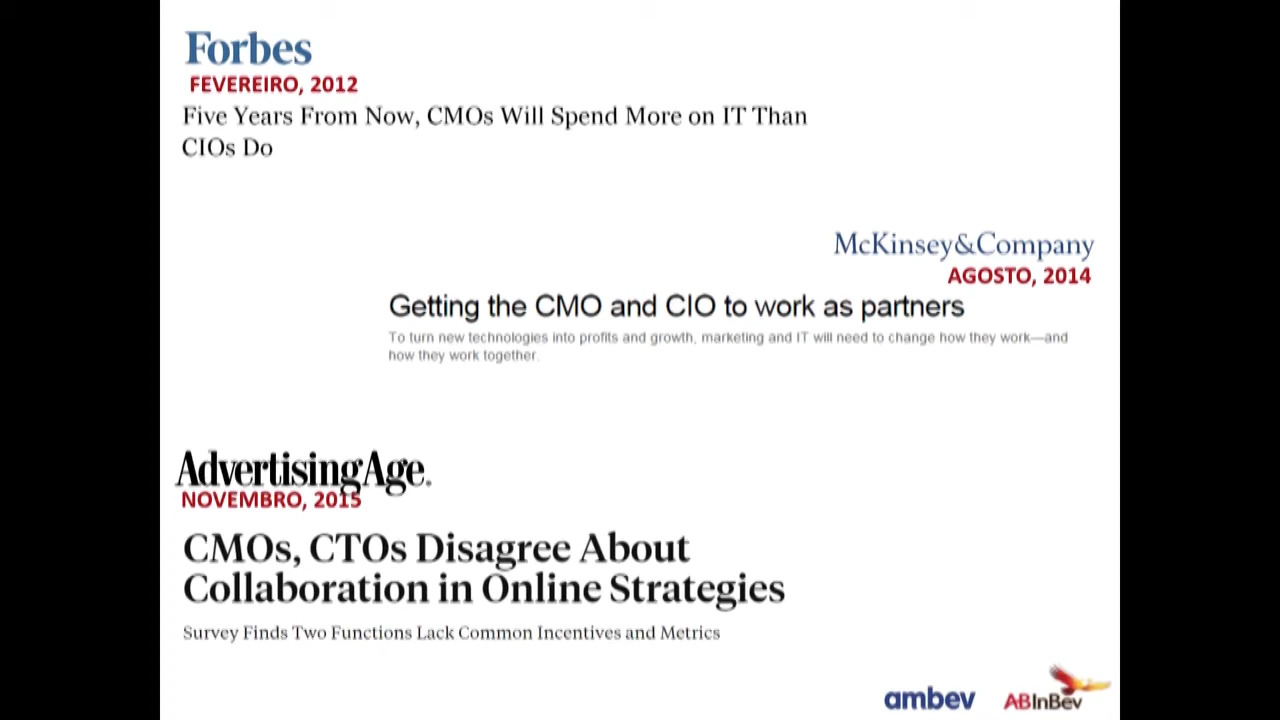 Forbes
FEVEREIRO, 2012
Five Years From Now, CMOs Will Spend More on IT Than
CIOs Do
McKinsey&Company
AGOSTO, 2014
Getting the CMO and CIO to work as partners
To turn new technologies into profits and growth, marketing and IT will need to change how they work—and
how they work together.
AdvertisingAge.
NOVEMBRO, 2015
CMOs, CTOs Disagree About
Collaboration in Online Strategies
Survey Finds Two Functions Lack Common Incentives and Metrics
ambev ABInBev